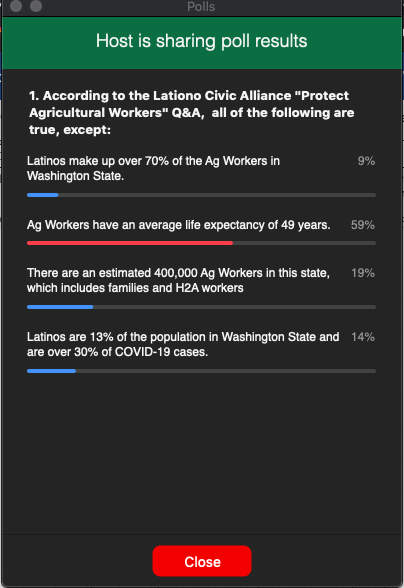 Polls
Host is sharing poll results
1. According to the Lationo Civic Alliance "Protect
Agricultural Workers" Q&A, all of the following are
true, except:
Latinos make up over 70% of the Ag Workers in
Washington State.
9%
Ag Workers have an average life expectancy of 49 years.
59%
There are an estimated 400,000 Ag Workers in this state,
which includes families and H2A workers
19%
Latinos are 13% of the population in Washington State and
are over 30% of COVID-19 cases.
14%
Close